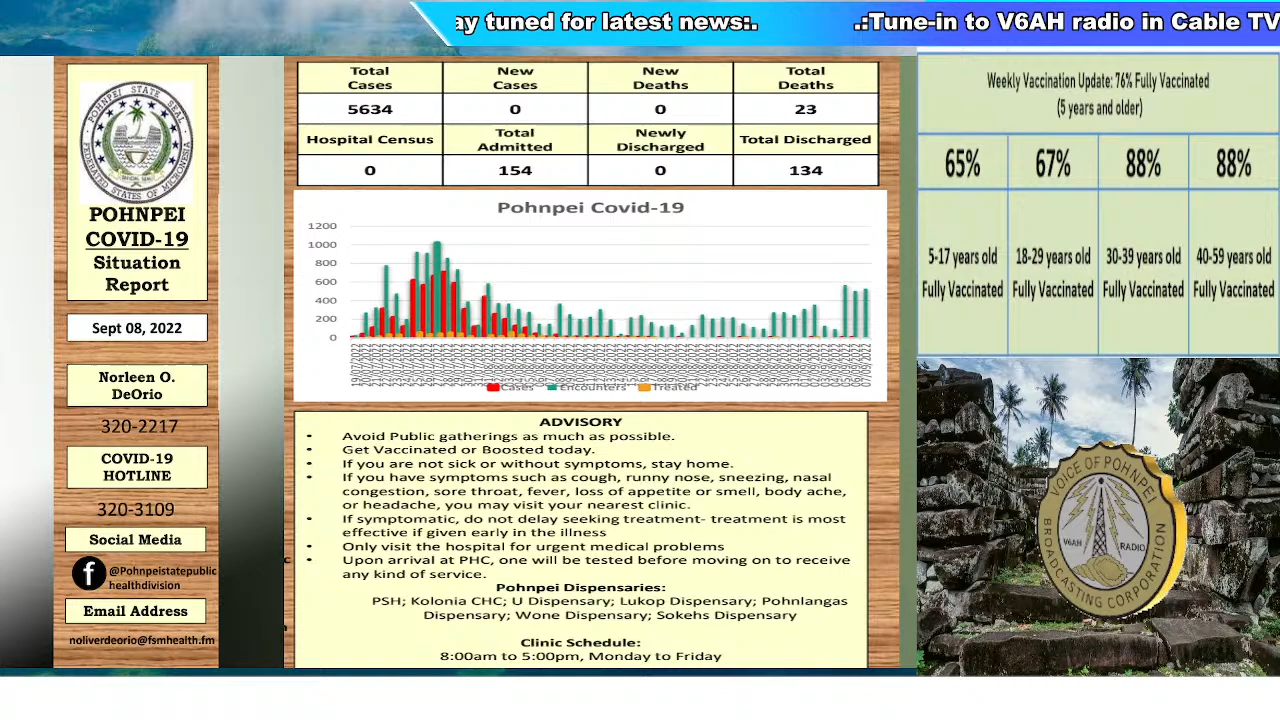 ay tuned for latest news:.
.:Tune-in to V6AH radio in Cable TV
POHNPEI STATE SEAL
FEDERATED STATES OF MICRONESIA
POHNPEI
COVID-19
Situation
Report
Sept 08, 2022
Norleen O.
DeOrio
320-2217
COVID-19
HOTLINE
320-3109
Social Media
@Pohnpeistatepublic
healthdivision
Email Address
noliverdeorio@fsmhealth.fm
Total Cases
New Cases
New Deaths
Total Deaths
5634
0
0
23
Hospital Census
Total Admitted
Newly Discharged
Total Discharged
0
154
0
134
Pohnpei Covid-19
1200
1000
800
600
400
200
0
Cases
Encounters
Treated
ADVISORY
• Avoid Public gatherings as much as possible.
• Get Vaccinated or Boosted today.
• If you are not sick or without symptoms, stay home.
• If you have symptoms such as cough, runny nose, sneezing, nasal
congestion, sore throat, fever, loss of appetite or smell, body ache,
or headache, you may visit your nearest clinic.
• If symptomatic, do not delay seeking treatment- treatment is most
effective if given early in the illness
• Only visit the hospital for urgent medical problems
• Upon arrival at PHC, one will be tested before moving on to receive
any kind of service.
Pohnpei Dispensaries:
PSH; Kolonia CHC; U Dispensary; Lukop Dispensary; Pohnlangas
Dispensary; Wone Dispensary; Sokehs Dispensary
Clinic Schedule:
8:00am to 5:00pm, Monday to Friday
Weekly Vaccination Update: 76% Fully Vaccinated
(5 years and older)
65%
67%
88%
88%
5-17 years old
Fully Vaccinated
18-29 years old
Fully Vaccinated
30-39 years old
Fully Vaccinated
40-59 years old
Fully Vaccinated
VOICE OF POHNPEI
V6AH RADIO
BROADCASTING CORPORATION